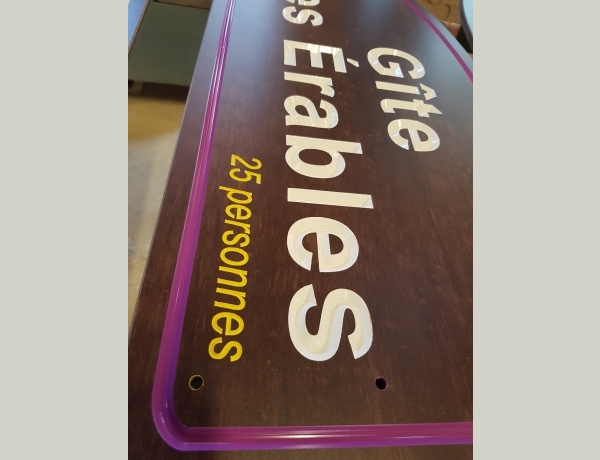 Gîte
es Érables
25 personnes